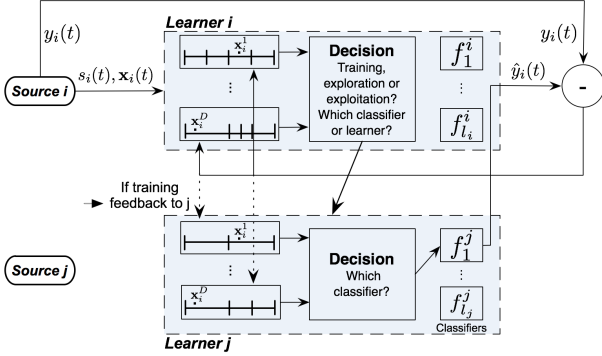 Learner i
y_i(t)
y_i(t)
x_i^1
Decision
Training,
exploration or
exploitation?
Which classifier
or learner?
f_1^i
ŷ_i(t)
s_i(t), x_i(t)
Source i
⋮
⋮
-
x_i^D
f_{l_i}^i
If training
feedback to j
x_i^1
Decision
Which
classifier?
f_1^j
Source j
⋮
⋮
x_i^D
f_{l_j}^j
Classifiers
Learner j